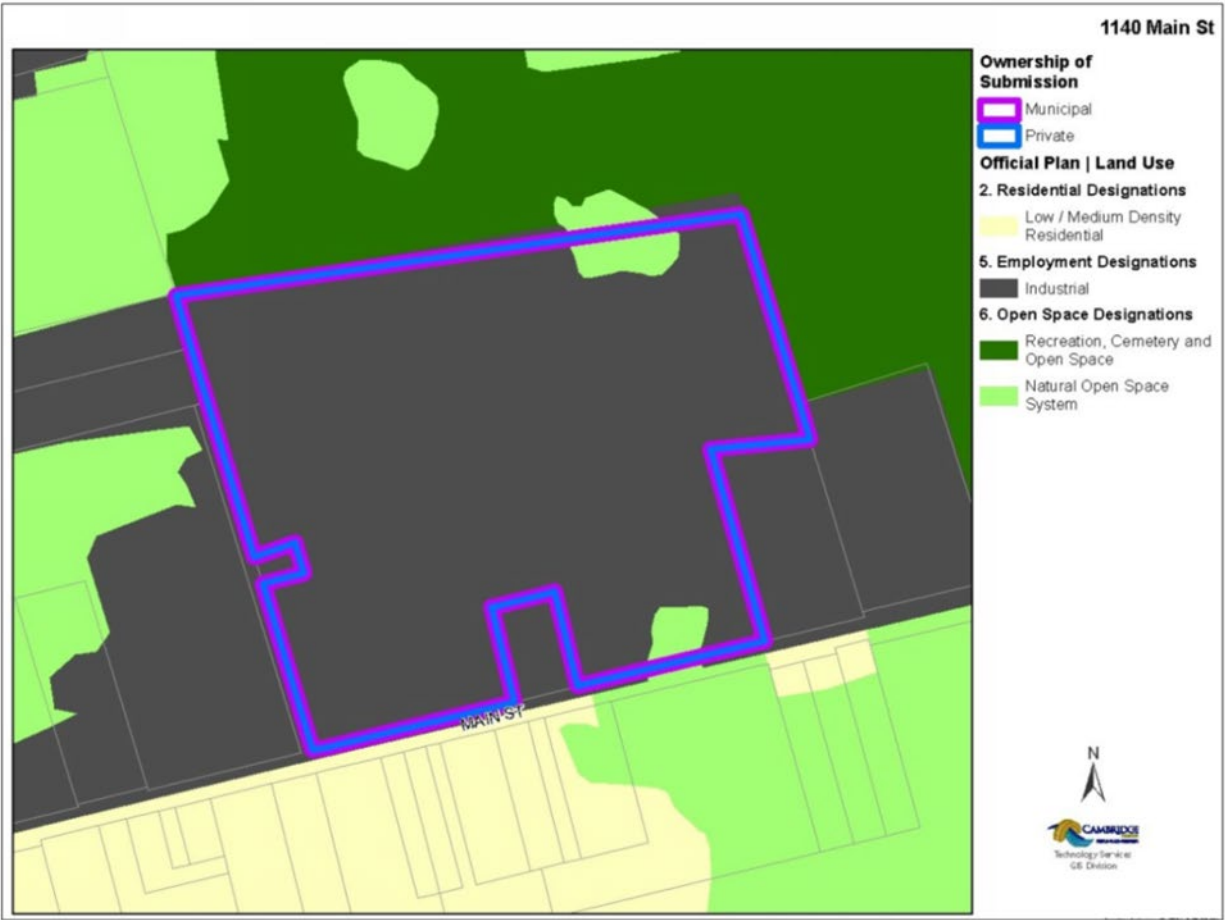 1140 Main St
Ownership of
Submission
Municipal
Private
Official Plan | Land Use
2. Residential Designations
Low / Medium Density
Residential
5. Employment Designations
Industrial
6. Open Space Designations
Recreation, Cemetery and
Open Space
Natural Open Space
System
MAIN ST
N
CAMBRIDGE
Technology Services
GIS Division